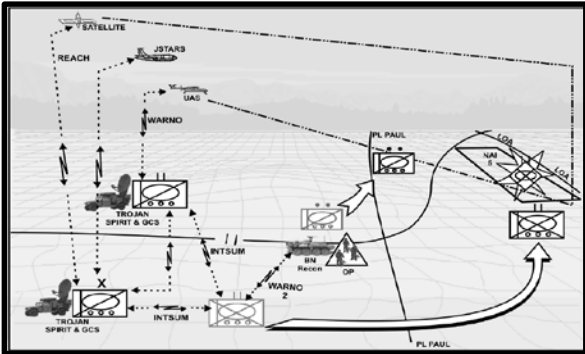 SATELLITE
REACH
JSTARS
UAS
WARNO
PL PAUL
LOA
NAI
5
LOA
TROJAN
SPIRIT & GCS
INTSUM
BN
Recon
OP
X
WARNO
2
TROJAN
SPIRIT & GCS
INTSUM
PL PAUL